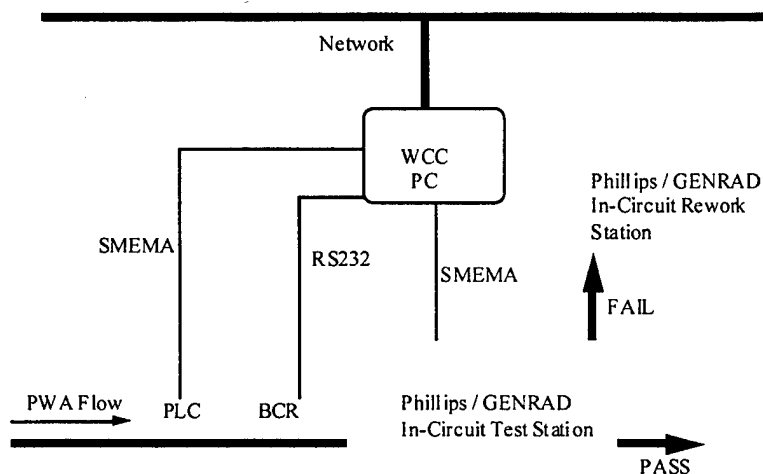 Network
WCC
PC
Phillips / GENRAD
In-Circuit Rework
Station
SMEMA
RS232
SMEMA
FAIL
PWA Flow
PLC
BCR
Phillips / GENRAD
In-Circuit Test Station
PASS